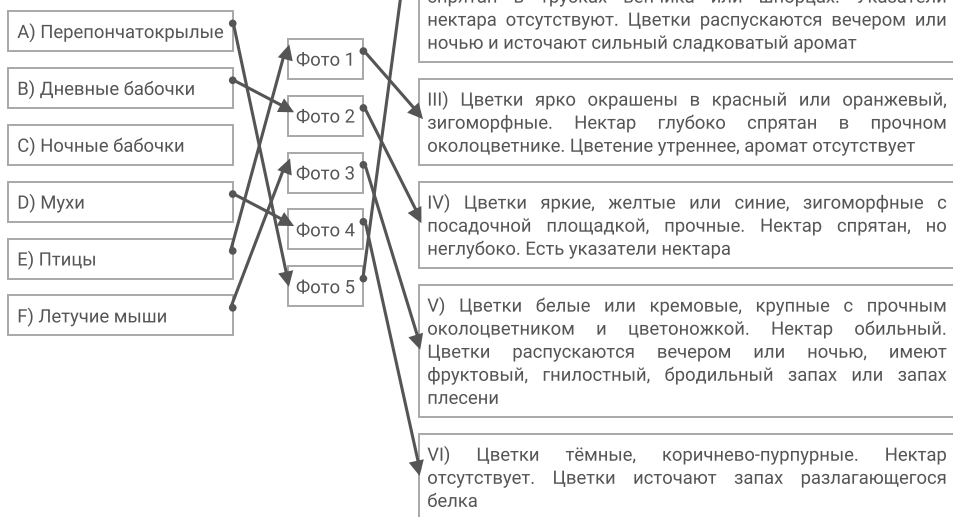 A) Перепончатокрылые
B) Дневные бабочки
C) Ночные бабочки
D) Мухи
E) Птицы
F) Летучие мыши
Фото 1
Фото 2
Фото 3
Фото 4
Фото 5
нектара отсутствуют. Цветки распускаются вечером или
ночью и источают сильный сладковатый аромат
III) Цветки ярко окрашены в красный или оранжевый,
зигоморфные. Нектар глубоко спрятан в прочном
околоцветнике. Цветение утреннее, аромат отсутствует
IV) Цветки яркие, желтые или синие, зигоморфные с
посадочной площадкой, прочные. Нектар спрятан, но
неглубоко. Есть указатели нектара
V) Цветки белые или кремовые, крупные с прочным
околоцветником и цветоножкой. Нектар обильный.
Цветки распускаются вечером или ночью, имеют
фруктовый, гнилостный, бродильный запах или запах
плесени
VI) Цветки тёмные, коричнево-пурпурные. Нектар
отсутствует. Цветки источают запах разлагающегося
белка